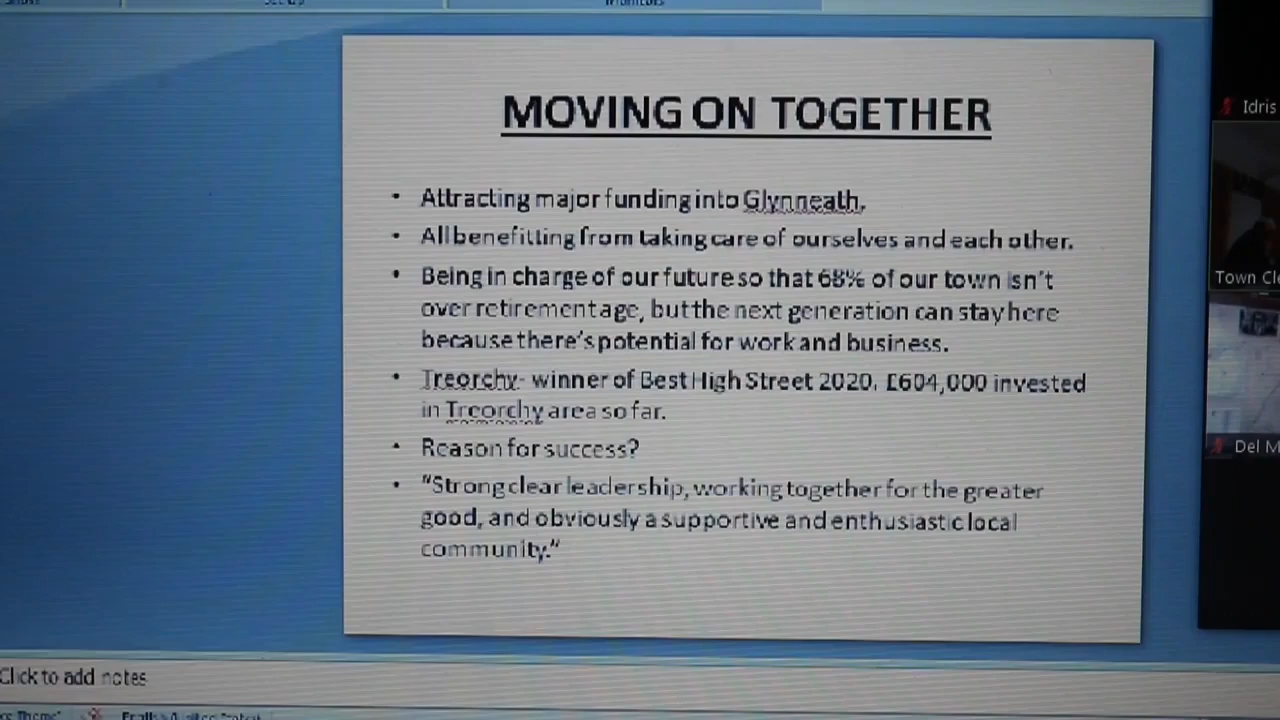 MOVING ON TOGETHER
• Attracting major funding into Glynneath.
• All benefitting from taking care of ourselves and each other.
• Being in charge of our future so that 68% of our town isn't
over retirement age, but the next generation can stay here
because there's potential for work and business.
• Treorchy- winner of Best High Street 2020. £604,000 invested
in Treorchy area so far.
• Reason for success?
• "Strong clear leadership, working together for the greater
good, and obviously a supportive and enthusiastic local
community."
Idris
Town Cle
Del M
Click to add notes